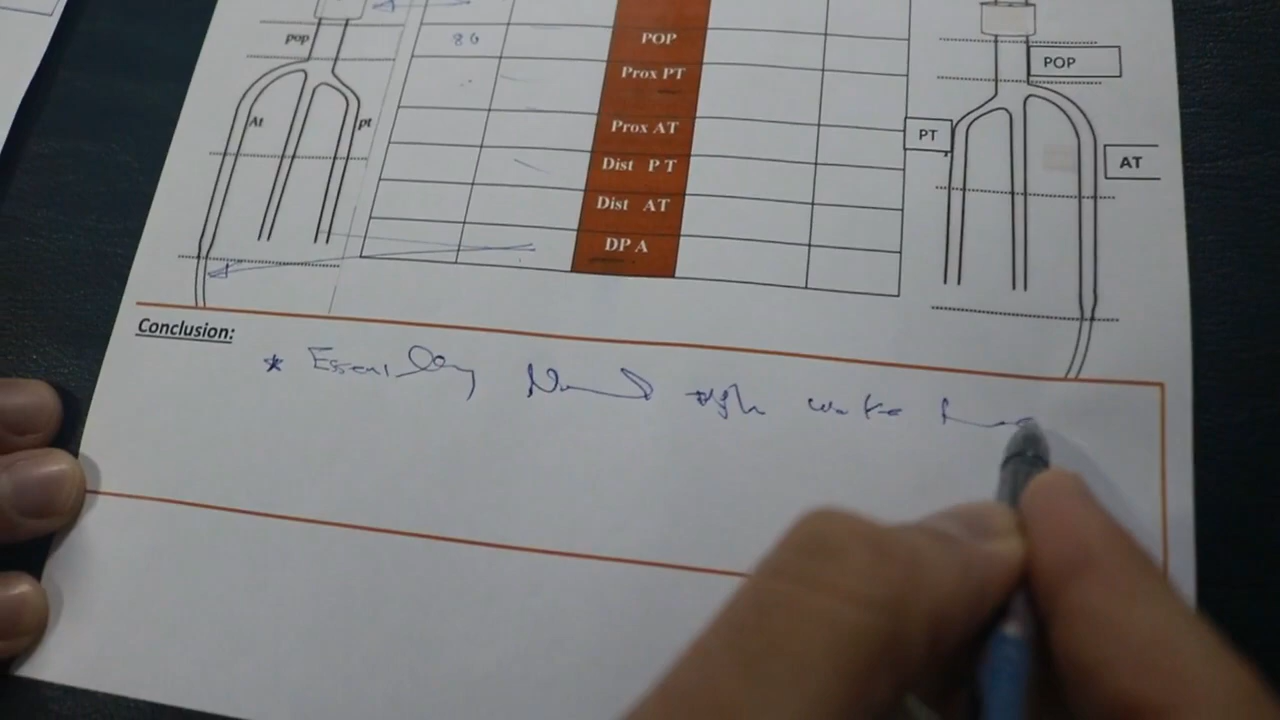 pop
At
pt
86
POP
Prox PT
Prox AT
Dist PT
Dist AT
DPA
POP
PT
AT
Conclusion:
* Essentially Normal